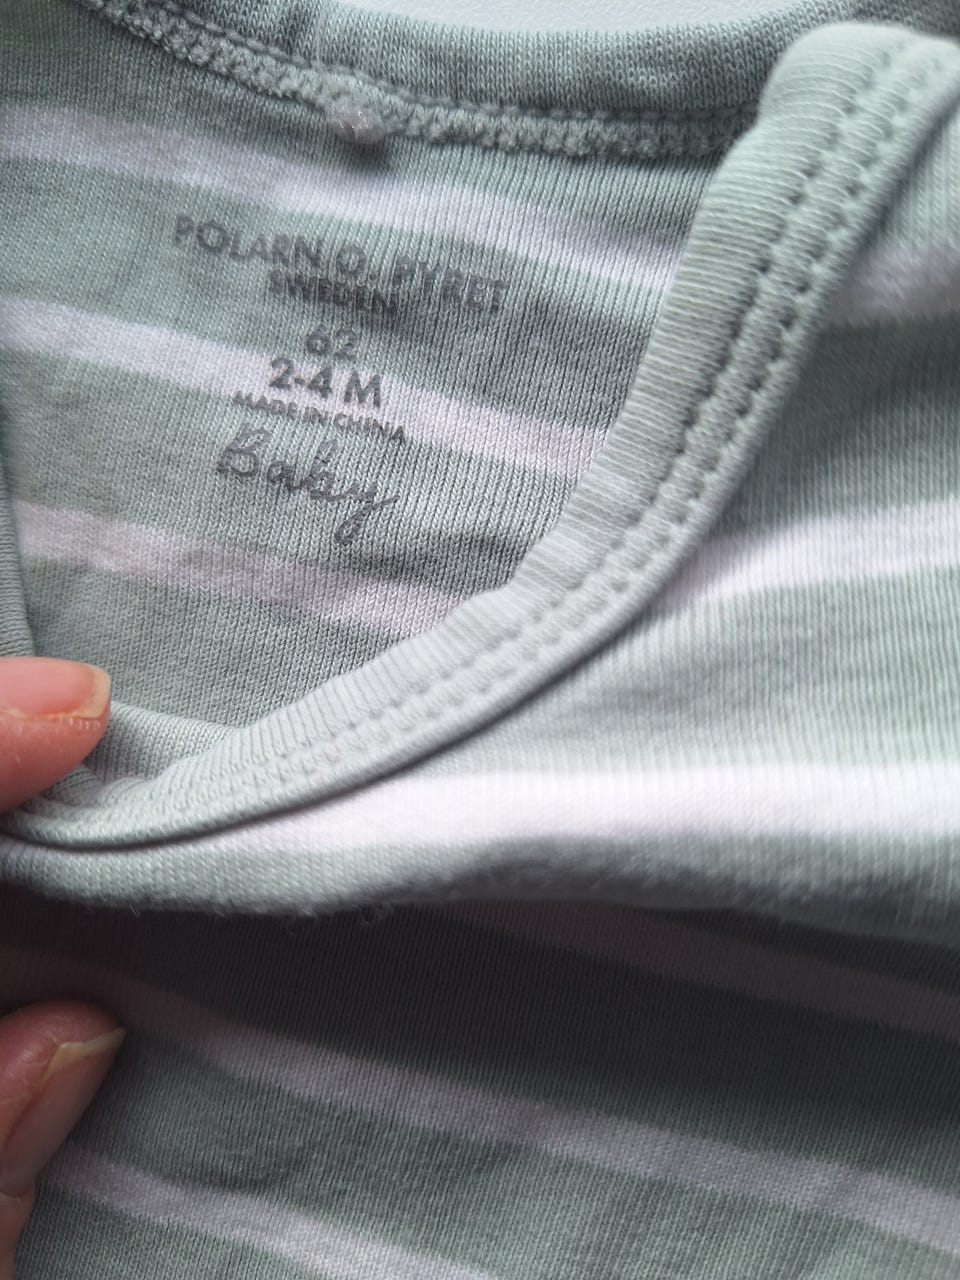 POLARN O. PYRET
SWEDEN
62
2-4 M
MADE IN CHINA
Baby